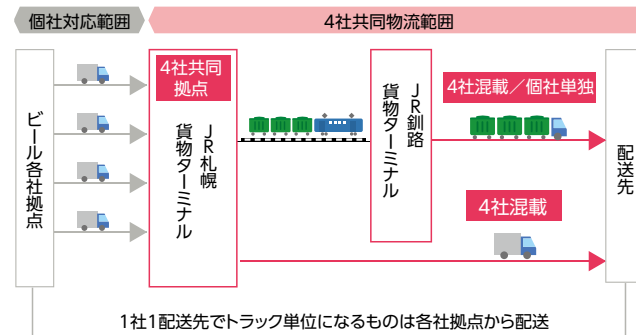 個社対応範囲
4社共同物流範囲
ビール各社拠点
4社共同
拠点
JR札幌
貨物ターミナル
JR釧路
貨物ターミナル
4社混載／個社単独
4社混載
配送先
1社1配送先でトラック単位になるものは各社拠点から配送